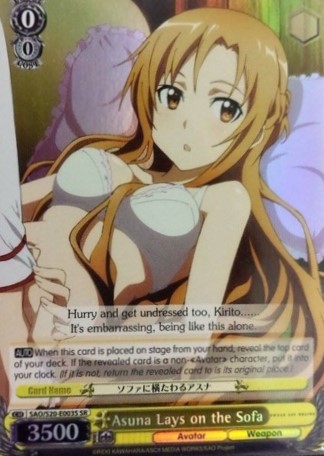 0
0
Hurry and get undressed too, Kirito......
It's embarrassing, being like this alone.
AUTO When this card is placed on stage from your hand, reveal the top card
of your deck. If the revealed card is a non-«Avatar» character, put it into
your clock. (If it is not, return the revealed card to its original place)
Card Name ソファに横たわるアスナ
SAO/S20-E003S SR
Asuna Lays on the Sofa
3500
Avatar Weapon